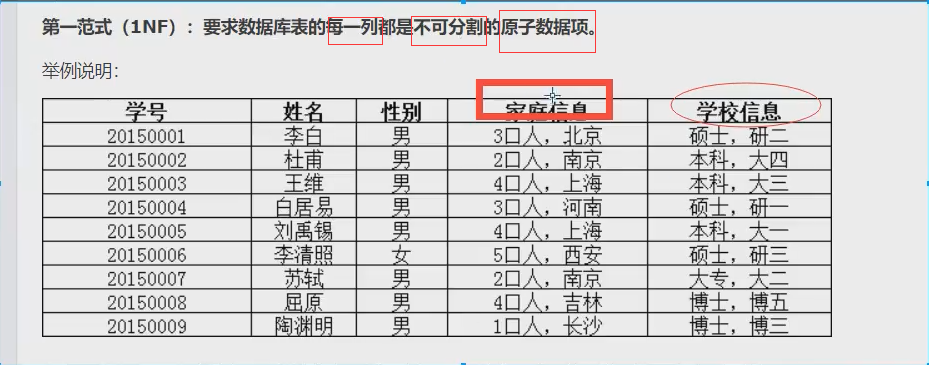 第一范式（1NF）：要求数据库表的每一列都是不可分割的原子数据项。
举例说明：
学号 姓名 性别 家庭信息 学校信息
20150001 李白 男 3口人，北京 硕士，研二
20150002 杜甫 男 2口人，南京 本科，大四
20150003 王维 男 4口人，上海 本科，大三
20150004 白居易 男 3口人，河南 硕士，研一
20150005 刘禹锡 男 4口人，上海 本科，大一
20150006 李清照 女 5口人，西安 硕士，研三
20150007 苏轼 男 2口人，南京 大专，大二
20150008 屈原 男 4口人，吉林 博士，博五
20150009 陶渊明 男 1口人，长沙 博士，博三